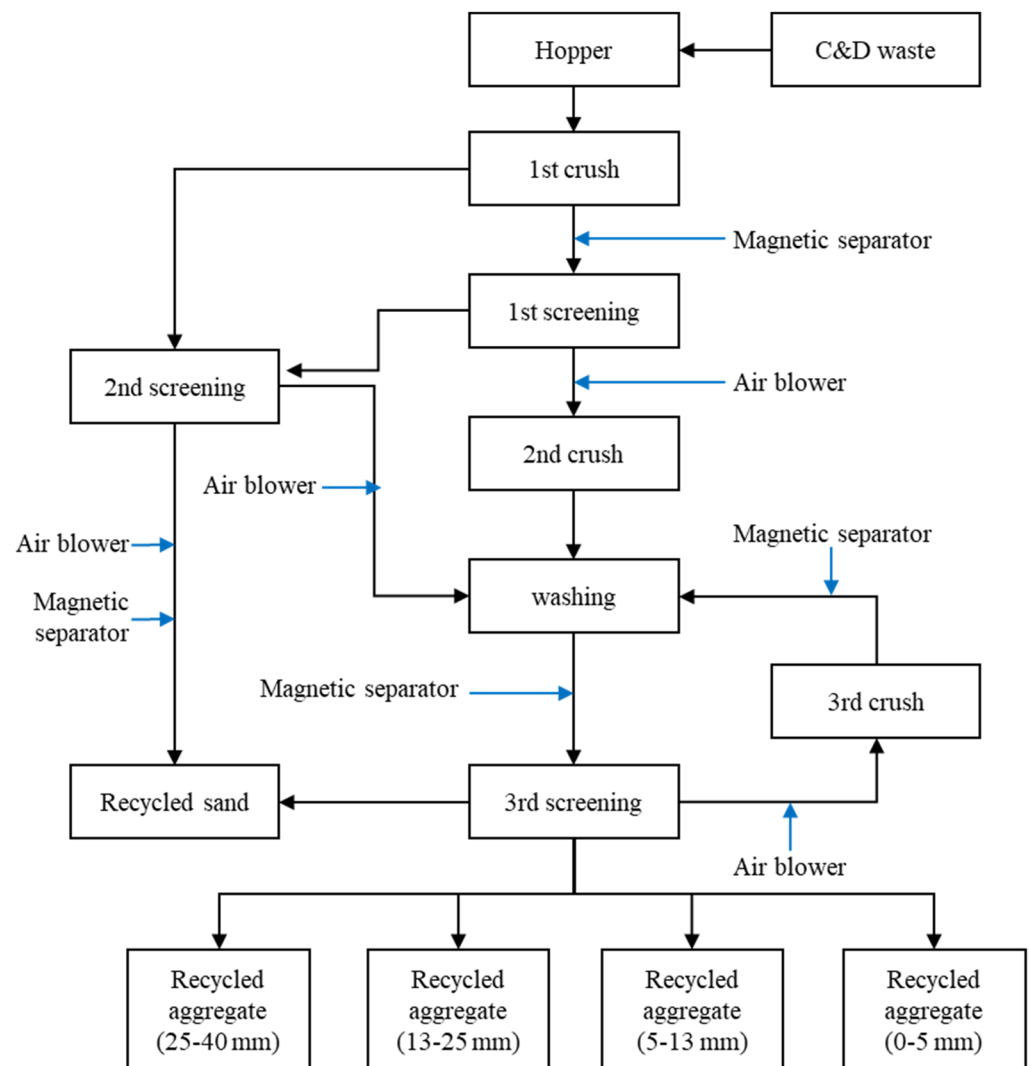 Hopper
C&D waste
1st crush
Magnetic separator
1st screening
2nd screening
Air blower
2nd crush
Air blower
Air blower
Magnetic separator
washing
Magnetic
separator
Magnetic separator
3rd crush
Recycled sand
3rd screening
Air blower
Recycled
aggregate
(25-40 mm)
Recycled
aggregate
(13-25 mm)
Recycled
aggregate
(5-13 mm)
Recycled
aggregate
(0-5 mm)